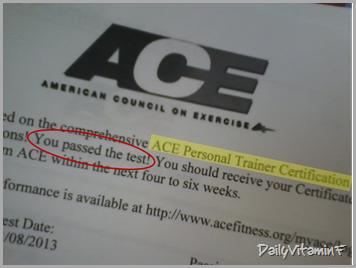 ACE
AMERICAN COUNCIL ON EXERCISE
ed on the comprehensive ACE Personal Trainer Certification
ons! You passed the test! You should receive your Certificate
m ACE within the next four to six weeks.
formance is available at http://www.acefitness.org/myace
est Date:
/08/2013
DailyVitaminF